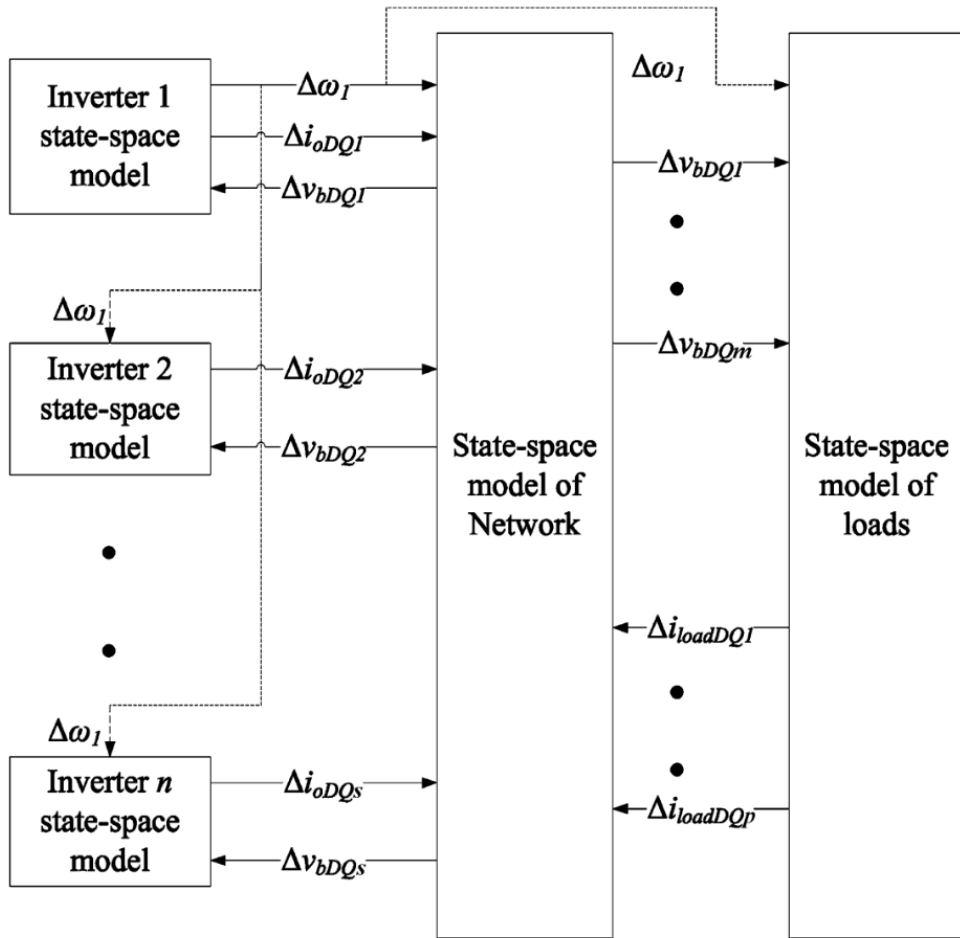 Inverter 1
state-space
model
Δω1
ΔioDQ1
ΔvbDQ1
Δω1
Inverter 2
state-space
model
ΔioDQ2
ΔvbDQ2
Δω1
Inverter n
state-space
model
ΔioDQs
ΔvbDQs
State-space
model of
Network
Δω1
ΔvbDQ1
ΔvbDQm
ΔiloadDQ1
ΔiloadDQp
State-space
model of
loads